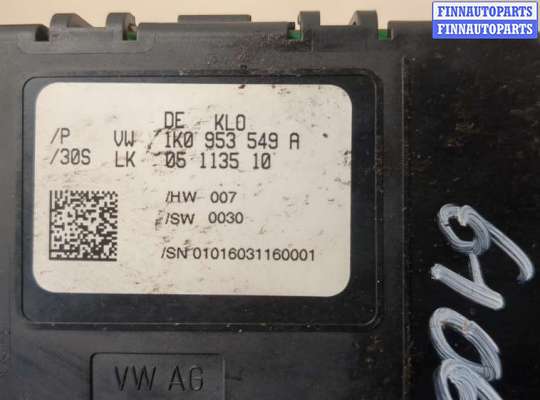 FINNAUTOPARTS
FINNAUTOPARTS
DE KLO
/P VW 1K0 953 549 A
/30S LK 05 1135 10
/HW 007
/SW 0030
/SN 01016031160001
VW AG